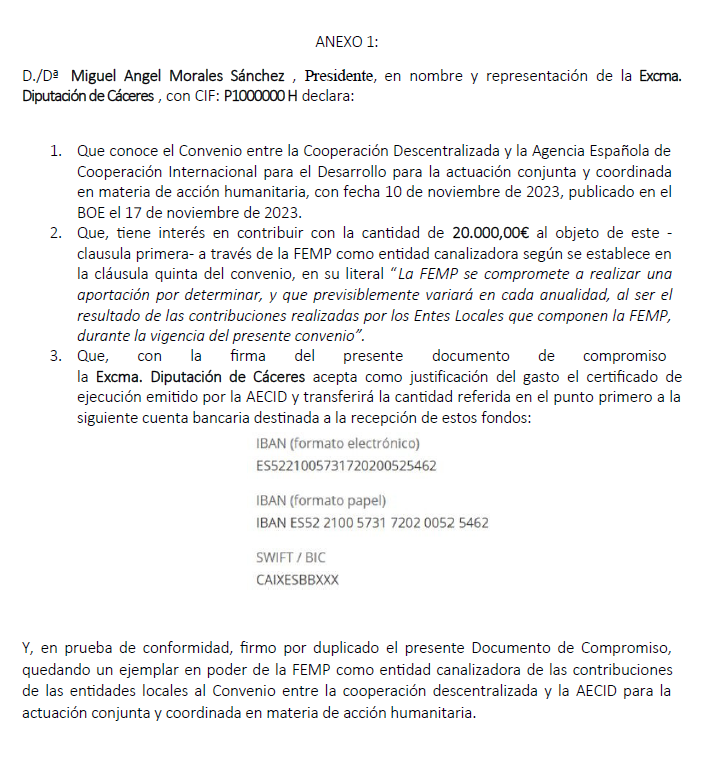 ANEXO 1:
D./Dª Miguel Angel Morales Sánchez , Presidente, en nombre y representación de la Excma.
Diputación de Cáceres , con CIF: P1000000 H declara:
1. Que conoce el Convenio entre la Cooperación Descentralizada y la Agencia Española de
Cooperación Internacional para el Desarrollo para la actuación conjunta y coordinada
en materia de acción humanitaria, con fecha 10 de noviembre de 2023, publicado en el
BOE el 17 de noviembre de 2023.
2. Que, tiene interés en contribuir con la cantidad de 20.000,00€ al objeto de este -
clausula primera- a través de la FEMP como entidad canalizadora según se establece en
la cláusula quinta del convenio, en su literal “La FEMP se compromete a realizar una
aportación por determinar, y que previsiblemente variará en cada anualidad, al ser el
resultado de las contribuciones realizadas por los Entes Locales que componen la FEMP,
durante la vigencia del presente convenio”.
3. Que, con la firma del presente documento de compromiso
la Excma. Diputación de Cáceres acepta como justificación del gasto el certificado de
ejecución emitido por la AECID y transferirá la cantidad referida en el punto primero a la
siguiente cuenta bancaria destinada a la recepción de estos fondos:
IBAN (formato electrónico)
ES5221005731720200525462
IBAN (formato papel)
IBAN ES52 2100 5731 7202 0052 5462
SWIFT / BIC
CAIXESBBXXX
Y, en prueba de conformidad, firmo por duplicado el presente Documento de Compromiso,
quedando un ejemplar en poder de la FEMP como entidad canalizadora de las contribuciones
de las entidades locales al Convenio entre la cooperación descentralizada y la AECID para la
actuación conjunta y coordinada en materia de acción humanitaria.